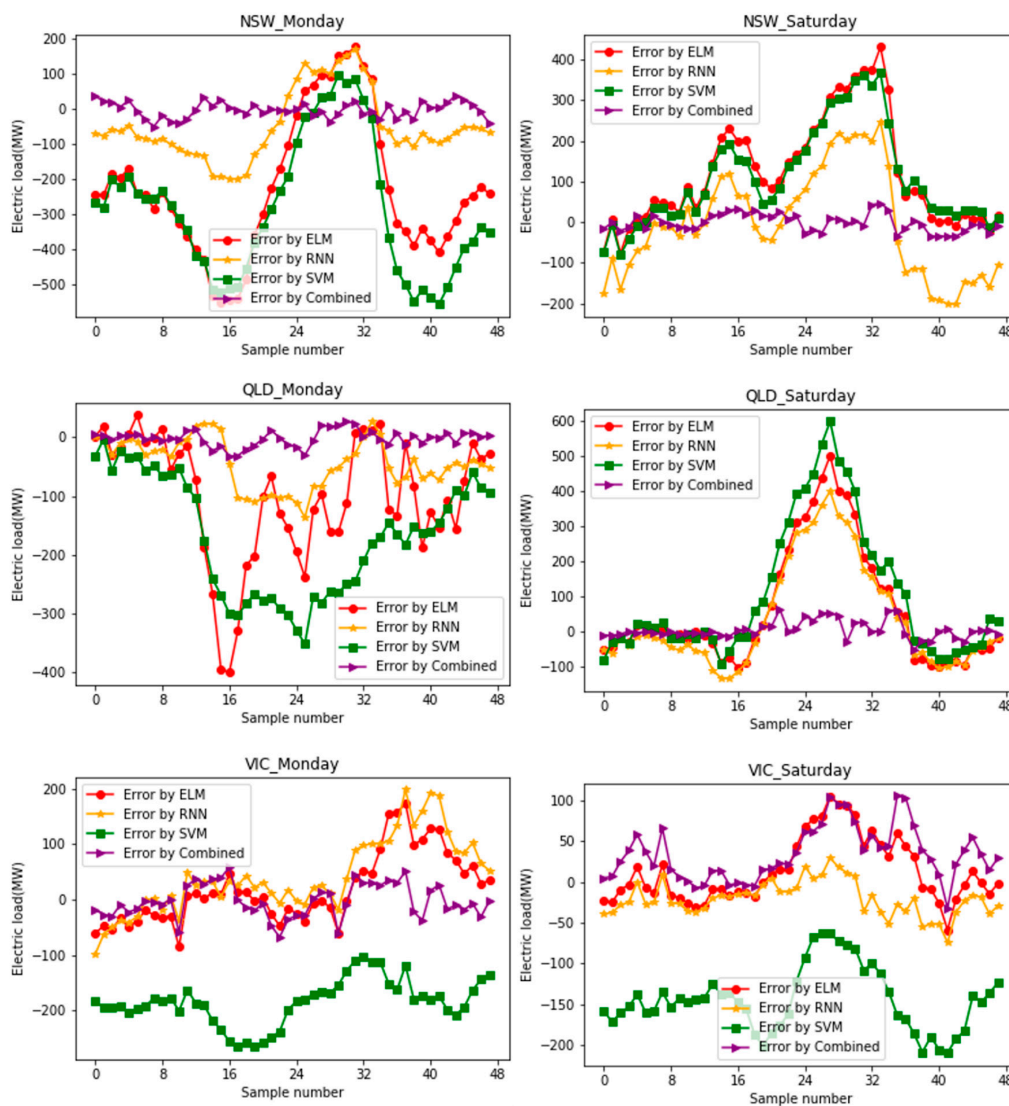 NSW_Monday
200
100
0
−100
−200
−300
−400
−500
Electric load(MW)
Error by ELM
Error by RNN
Error by SVM
Error by Combined
0 8 16 24 32 40 48
Sample number
NSW_Saturday
400
300
200
100
0
−100
−200
Electric load(MW)
Error by ELM
Error by RNN
Error by SVM
Error by Combined
0 8 16 24 32 40 48
Sample number
QLD_Monday
0
−100
−200
−300
−400
Electric load(MW)
Error by ELM
Error by RNN
Error by SVM
Error by Combined
0 8 16 24 32 40 48
Sample number
QLD_Saturday
600
500
400
300
200
100
0
−100
Electric load(MW)
Error by ELM
Error by RNN
Error by SVM
Error by Combined
0 8 16 24 32 40 48
Sample number
VIC_Monday
200
100
0
−100
−200
Electric load(MW)
Error by ELM
Error by RNN
Error by SVM
Error by Combined
0 8 16 24 32 40 48
Sample number
VIC_Saturday
100
50
0
−50
−100
−150
−200
Electric load(MW)
Error by ELM
Error by RNN
Error by SVM
Error by Combined
0 8 16 24 32 40 48
Sample number